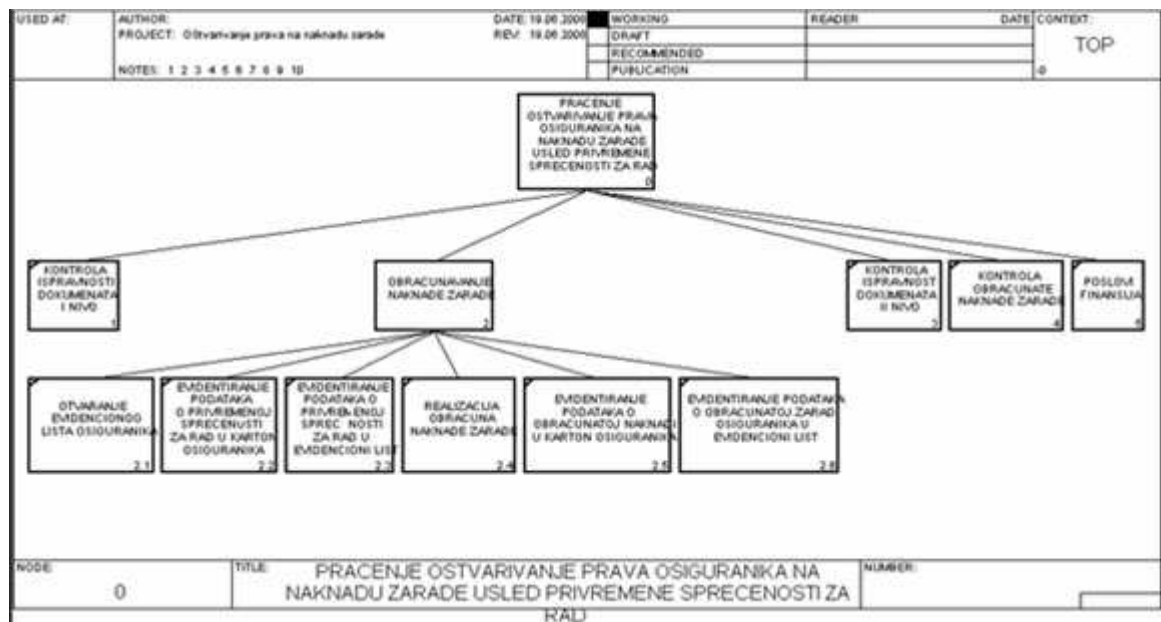 USED AT:
AUTHOR:
DATE: 19.06.2006
WORKING
READER
DATE
CONTEXT:
PROJECT: Ostvarivanje prava na naknadu zarade
REV: 19.06.2006
DRAFT
TOP
RECOMMENDED
NOTES: 1 2 3 4 5 6 7 8 9 10
PUBLICATION
PRACENJE
OSTVARIVANJE PRAVA
OSIGURANIKA NA
NAKNADU ZARADE
USLED PRIVREMENE
SPRECENOSTI ZA RAD
0
KONTROLA
ISPRAVNOSTI
DOKUMENATA
I NIVO
1
OBRACUNAVANJE
NAKNADE ZARADE
2
KONTROLA
ISPRAVNOST
DOKUMENATA
II NIVO
3
KONTROLA
OBRACUNATE
NAKNADE ZARADE
4
POSLOVI
FINANSIJA
5
OTVARANJE
EVIDENCIONOG
LISTA OSIGURANIKA
2.1
EVIDENTIRANJE
PODATAKA
O PRIVREMENOJ
SPRECENUSTI
ZA RAD U KARTON
OSIGURANIKA
2.2
EVIDENTIRANJE
PODATAKA O
PRIVREMENOJ
SPREC NOSTI
ZA RAD U
EVIDENCIONI LIST
2.3
REALIZACIJA
OBRACUNA
NAKNADE ZARADE
2.4
EVIDENTIRANJE
PODATAKA O
OBRACUNATOJ NAKNADI
U KARTON OSIGURANIKA
2.5
EVIDENTIRANJE PODATAKA
O OBRACUNATOJ ZARADI
OSIGURANIKA U
EVIDENCIONI LIST
2.6
NODE:
0
TITLE:
PRACENJE OSTVARIVANJE PRAVA OSIGURANIKA NA
NAKNADU ZARADE USLED PRIVREMENE SPRECENOSTI ZA
RAD
NUMBER: